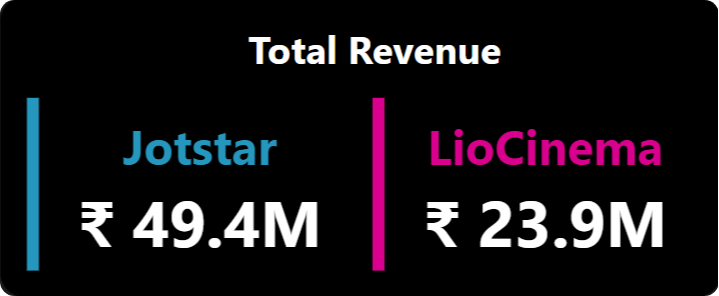 Total Revenue
Jotstar
₹ 49.4M
LioCinema
₹ 23.9M